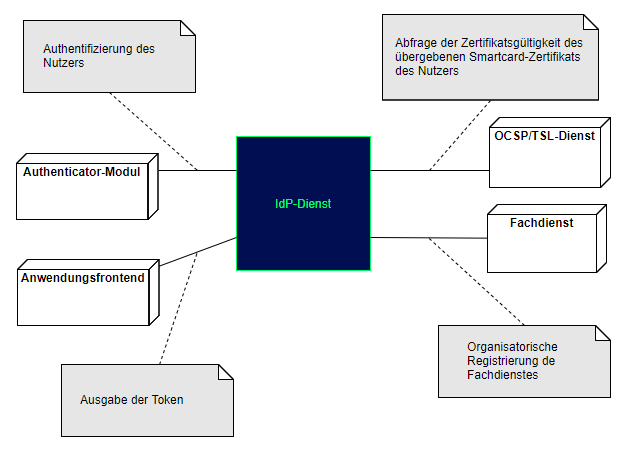 Authentifizierung des
Nutzers
Abfrage der Zertifikatsgültigkeit des
übergebenen Smartcard-Zertifikats
des Nutzers
OCSP/TSL-Dienst
Authenticator-Modul
IdP-Dienst
Fachdienst
Anwendungsfrontend
Organisatorische
Registrierung de
Fachdienstes
Ausgabe der Token